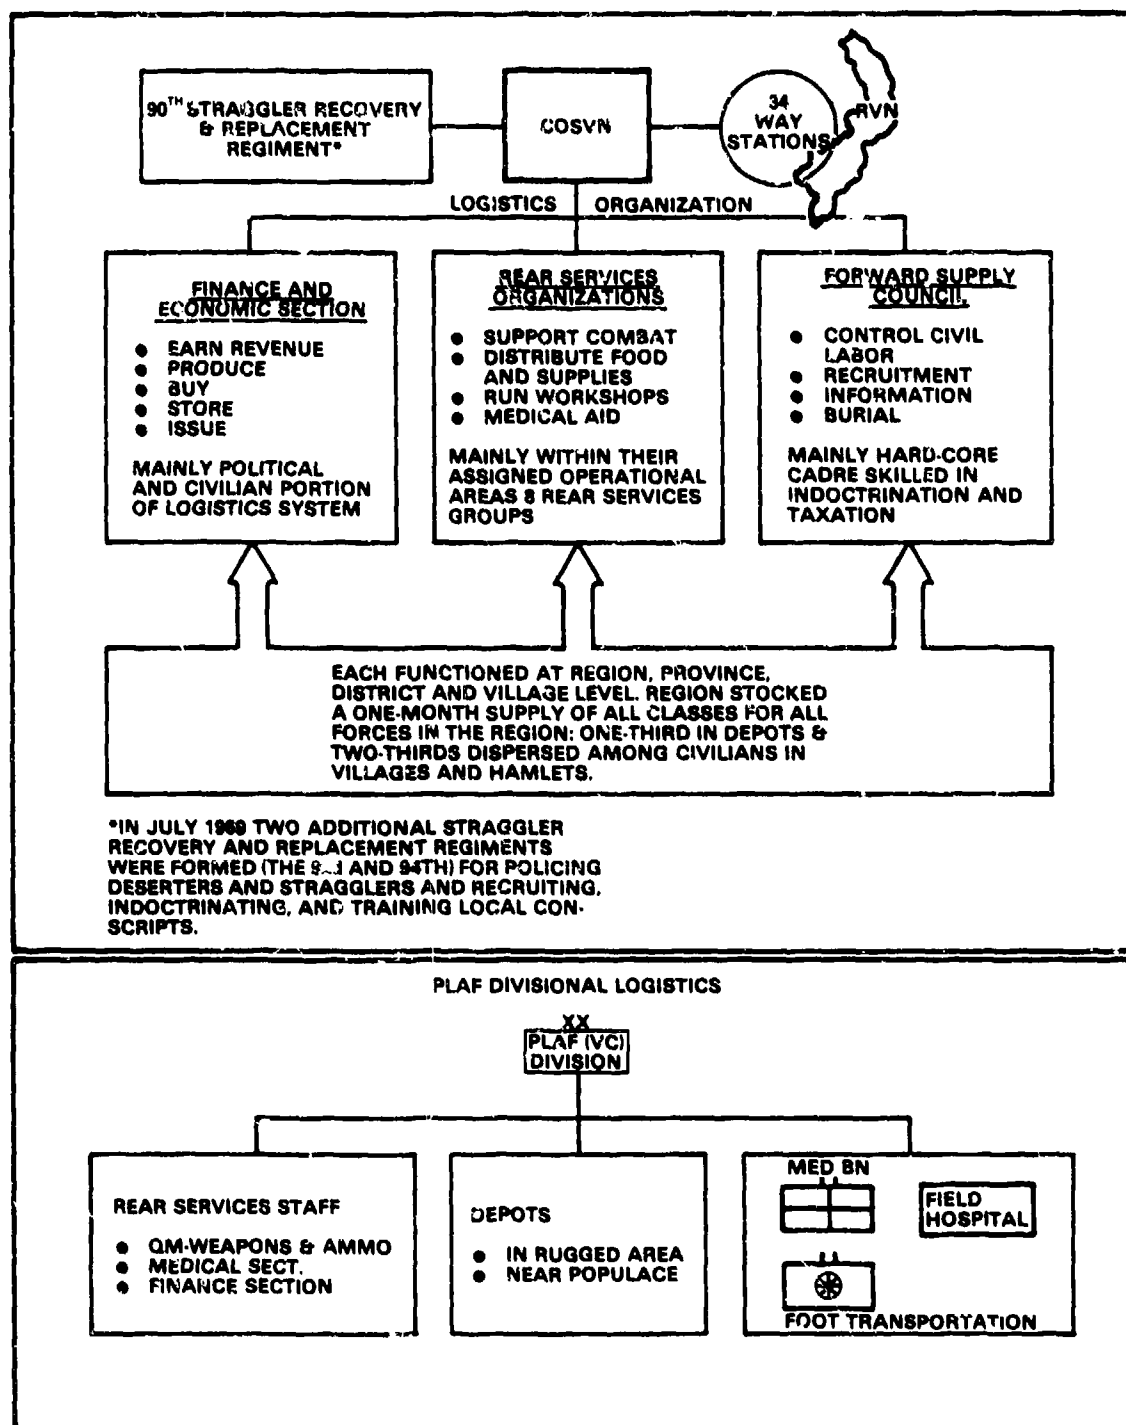 90TH STRAGGLER RECOVERY
& REPLACEMENT
REGIMENT*
COSVN
34
WAY
STATIONS
RVN
LOGISTICS ORGANIZATION
FINANCE AND
ECONOMIC SECTION
● EARN REVENUE
● PRODUCE
● BUY
● STORE
● ISSUE
MAINLY POLITICAL
AND CIVILIAN PORTION
OF LOGISTICS SYSTEM
REAR SERVICES
ORGANIZATIONS
● SUPPORT COMBAT
● DISTRIBUTE FOOD
AND SUPPLIES
● RUN WORKSHOPS
● MEDICAL AID
MAINLY WITHIN THEIR
ASSIGNED OPERATIONAL
AREAS 8 REAR SERVICES
GROUPS
FORWARD SUPPLY
COUNCIL
● CONTROL CIVIL
LABOR
● RECRUITMENT
● INFORMATION
● BURIAL
MAINLY HARD-CORE
CADRE SKILLED IN
INDOCTRINATION AND
TAXATION
EACH FUNCTIONED AT REGION, PROVINCE,
DISTRICT AND VILLAGE LEVEL. REGION STOCKED
A ONE-MONTH SUPPLY OF ALL CLASSES FOR ALL
FORCES IN THE REGION: ONE-THIRD IN DEPOTS &
TWO-THIRDS DISPERSED AMONG CIVILIANS IN
VILLAGES AND HAMLETS.
*IN JULY TWO ADDITIONAL STRAGGLER
RECOVERY AND REPLACEMENT REGIMENTS
WERE FORMED (THE AND 94TH) FOR POLICING
DESERTERS AND STRAGGLERS AND RECRUITING,
INDOCTRINATING, AND TRAINING LOCAL CON-
SCRIPTS.
PLAF DIVISIONAL LOGISTICS
XX
PLAF (VC)
DIVISION
REAR SERVICES STAFF
● QM-WEAPONS & AMMO
● MEDICAL SECT.
● FINANCE SECTION
DEPOTS
● IN RUGGED AREA
● NEAR POPULACE
MED BN
FIELD
HOSPITAL
FOOT TRANSPORTATION